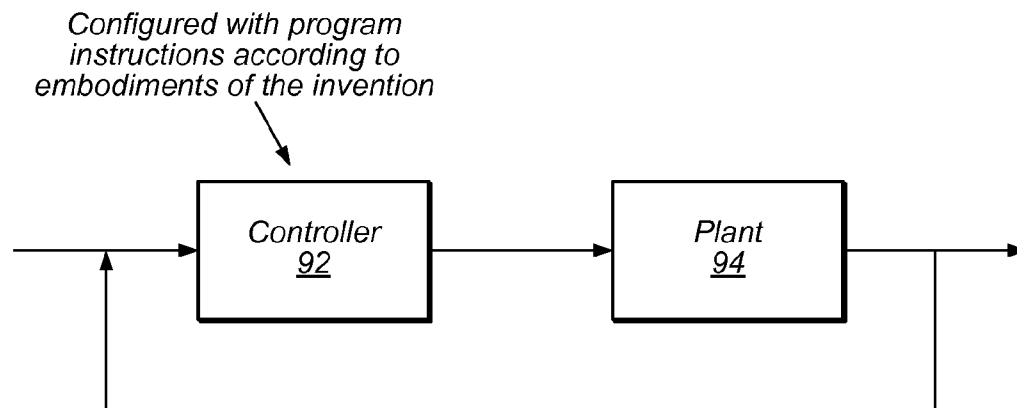 Configured with program
instructions according to
embodiments of the invention
Controller
92
Plant
94